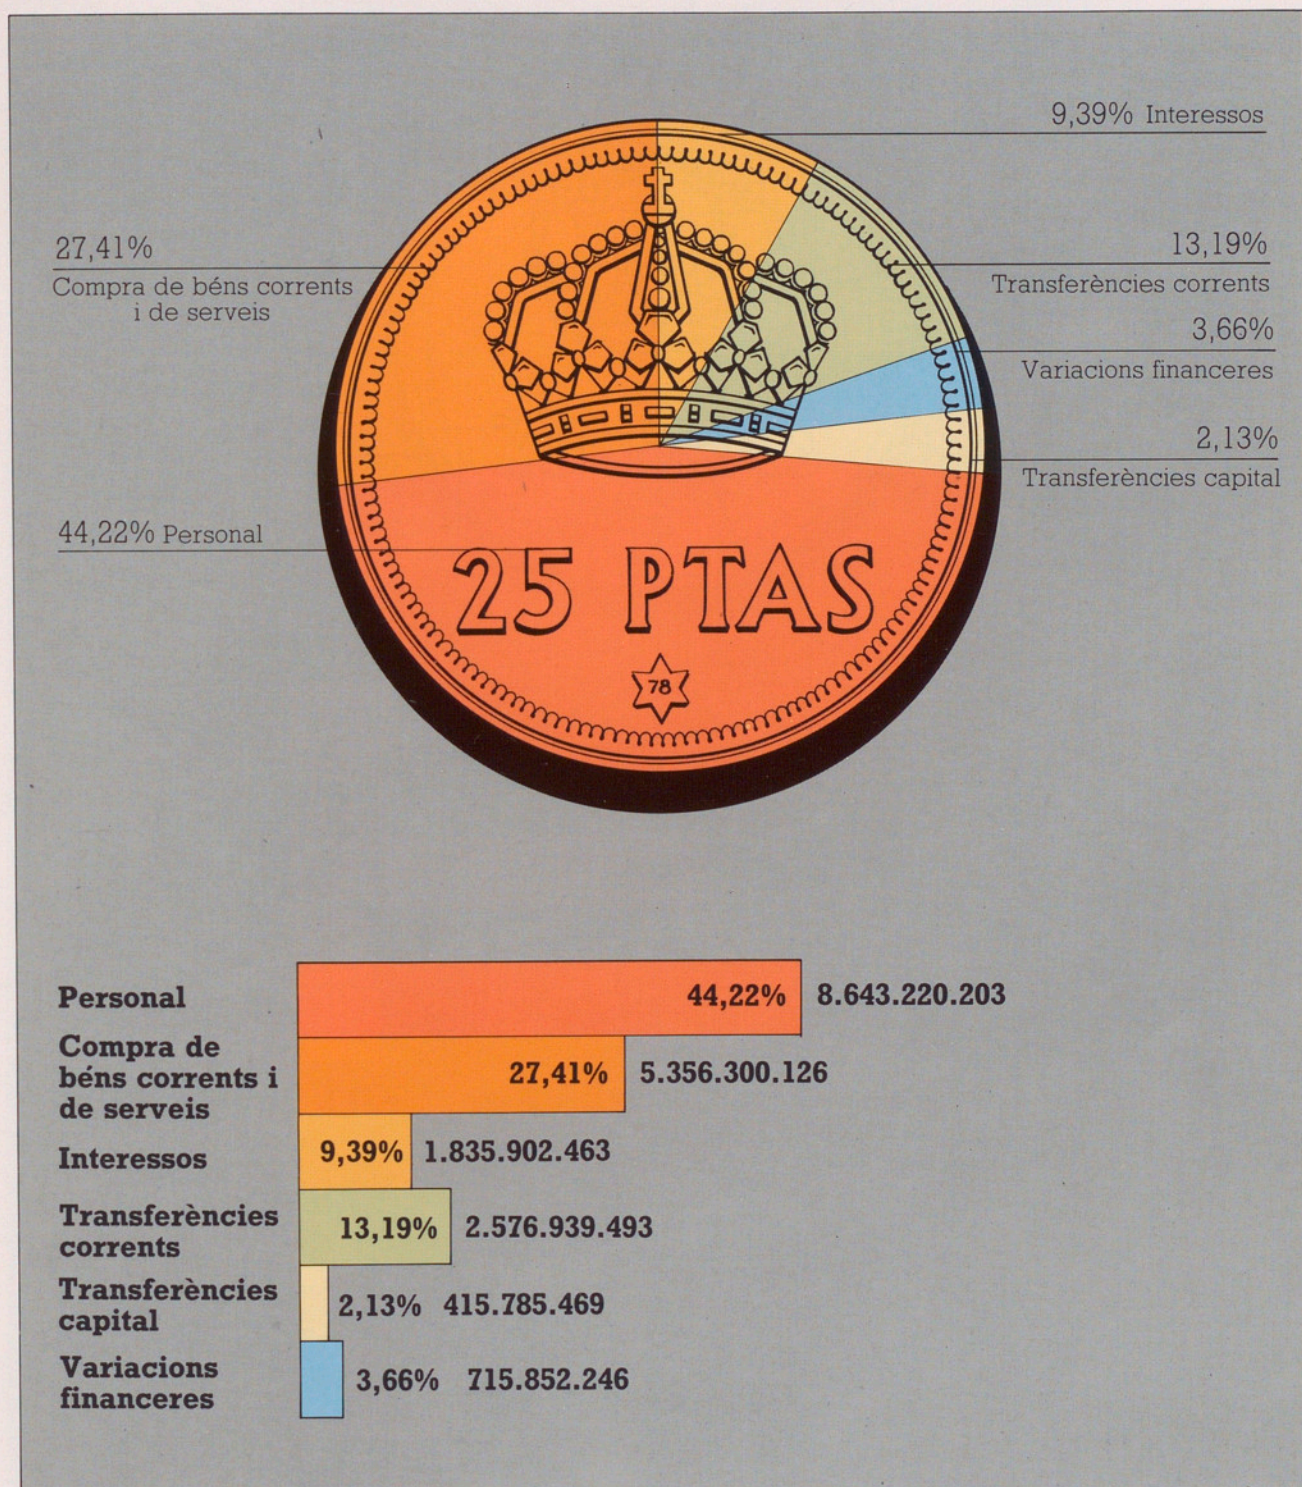 9,39% Interessos
27,41%
Compra de béns corrents
i de serveis
13,19%
Transferències corrents
3,66%
Variacions financeres
2,13%
Transferències capital
44,22% Personal
25 PTAS
78
Personal
44,22% 8.643.220.203
Compra de
béns corrents i
de serveis
27,41% 5.356.300.126
Interessos
9,39% 1.835.902.463
Transferències
corrents
13,19% 2.576.939.493
Transferències
capital
2,13% 415.785.469
Variacions
financeres
3,66% 715.852.246